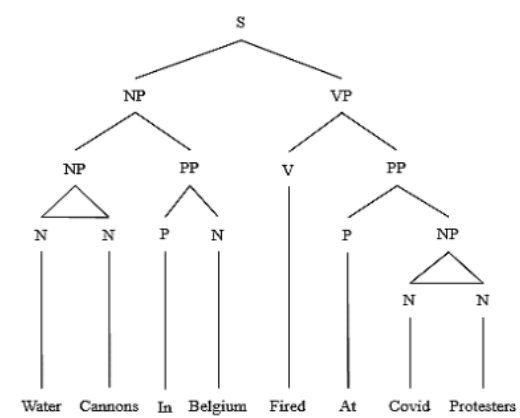 S
NP VP
NP PP V PP
N N P N P NP
N N
Water Cannons In Belgium Fired At Covid Protesters